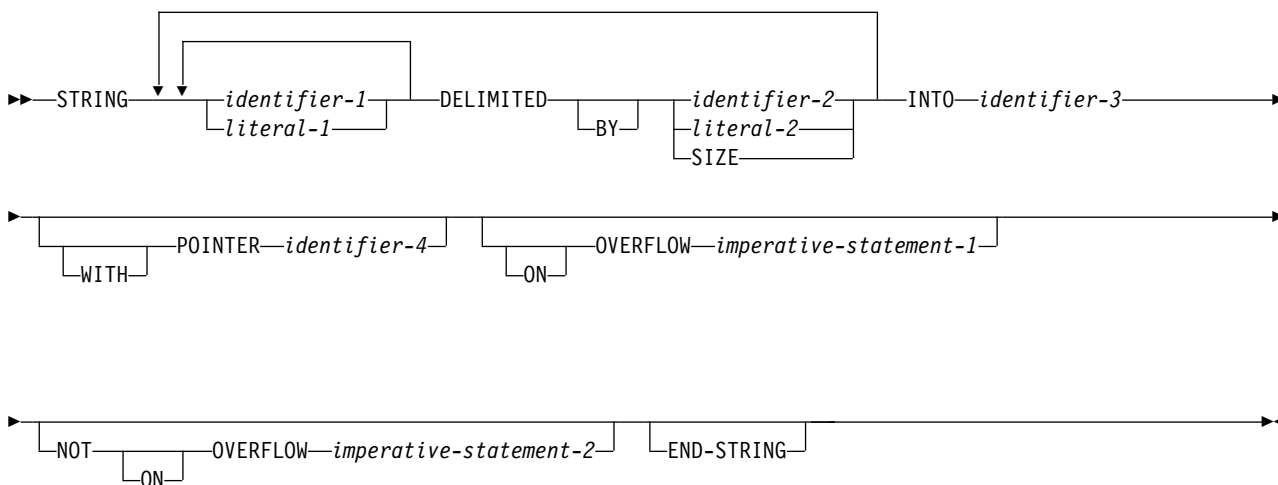 STRING identifier-1 DELIMITED identifier-2 INTO identifier-3
literal-1 BY literal-2
SIZE
POINTER identifier-4 OVERFLOW imperative-statement-1
WITH ON
NOT OVERFLOW imperative-statement-2 END-STRING
ON